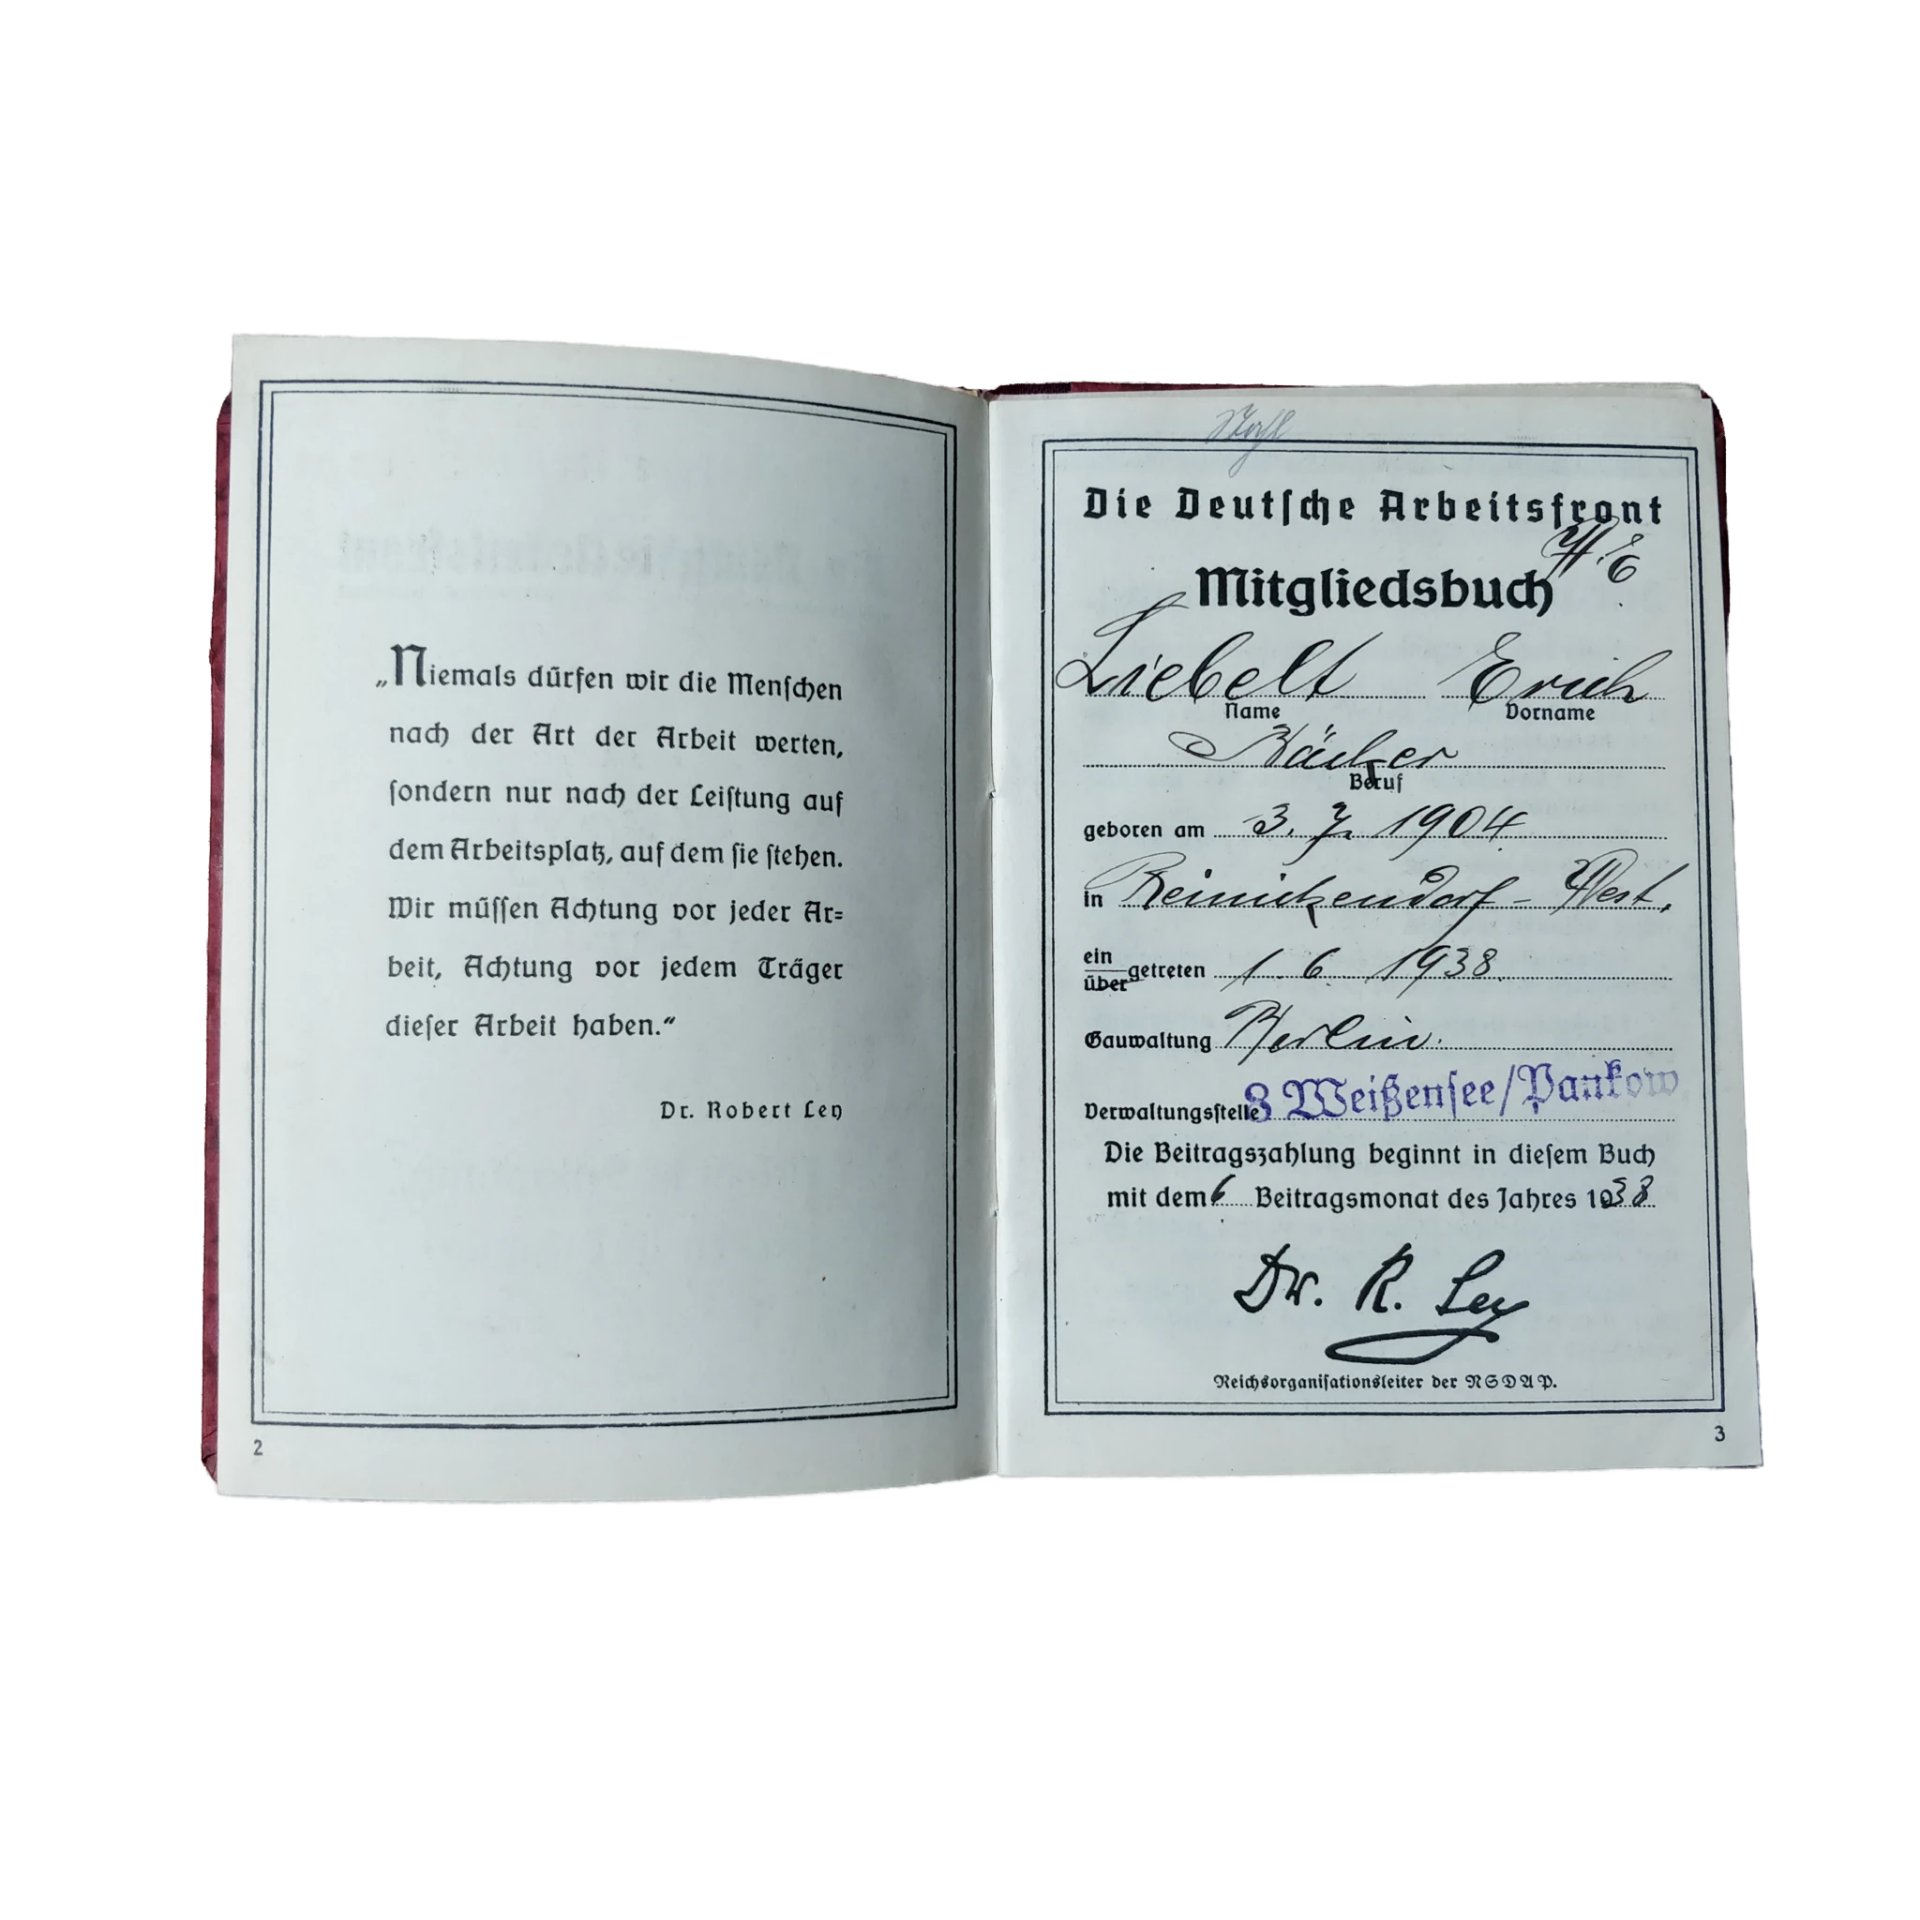 „Niemals dürfen wir die Menſchen
nach der Art der Arbeit werten,
ſondern nur nach der Leiſtung auf
dem Arbeitsplatz, auf dem ſie ſtehen.
Wir müſſen Achtung vor jeder Ar=
beit, Achtung vor jedem Träger
dieſer Arbeit haben.“
Dr. Robert Ley
2
Die Deutſche Arbeitsfront
W. E
Mitgliedsbuch
Liebelt Erich
Name Vorname
Bäcker
Beruf
geboren am 3. 7. 1904
in Reinickendorf - West.
ein
über getreten 1. 6. 1938.
Gauwaltung Berlin.
Verwaltungsſtelle 3 Weißenſee/Pankow
Die Beitragszahlung beginnt in dieſem Buch
mit dem 6 Beitragsmonat des Jahres 1938
Dr. R. Ley
Reichsorganiſationsleiter der NSDAP.
3